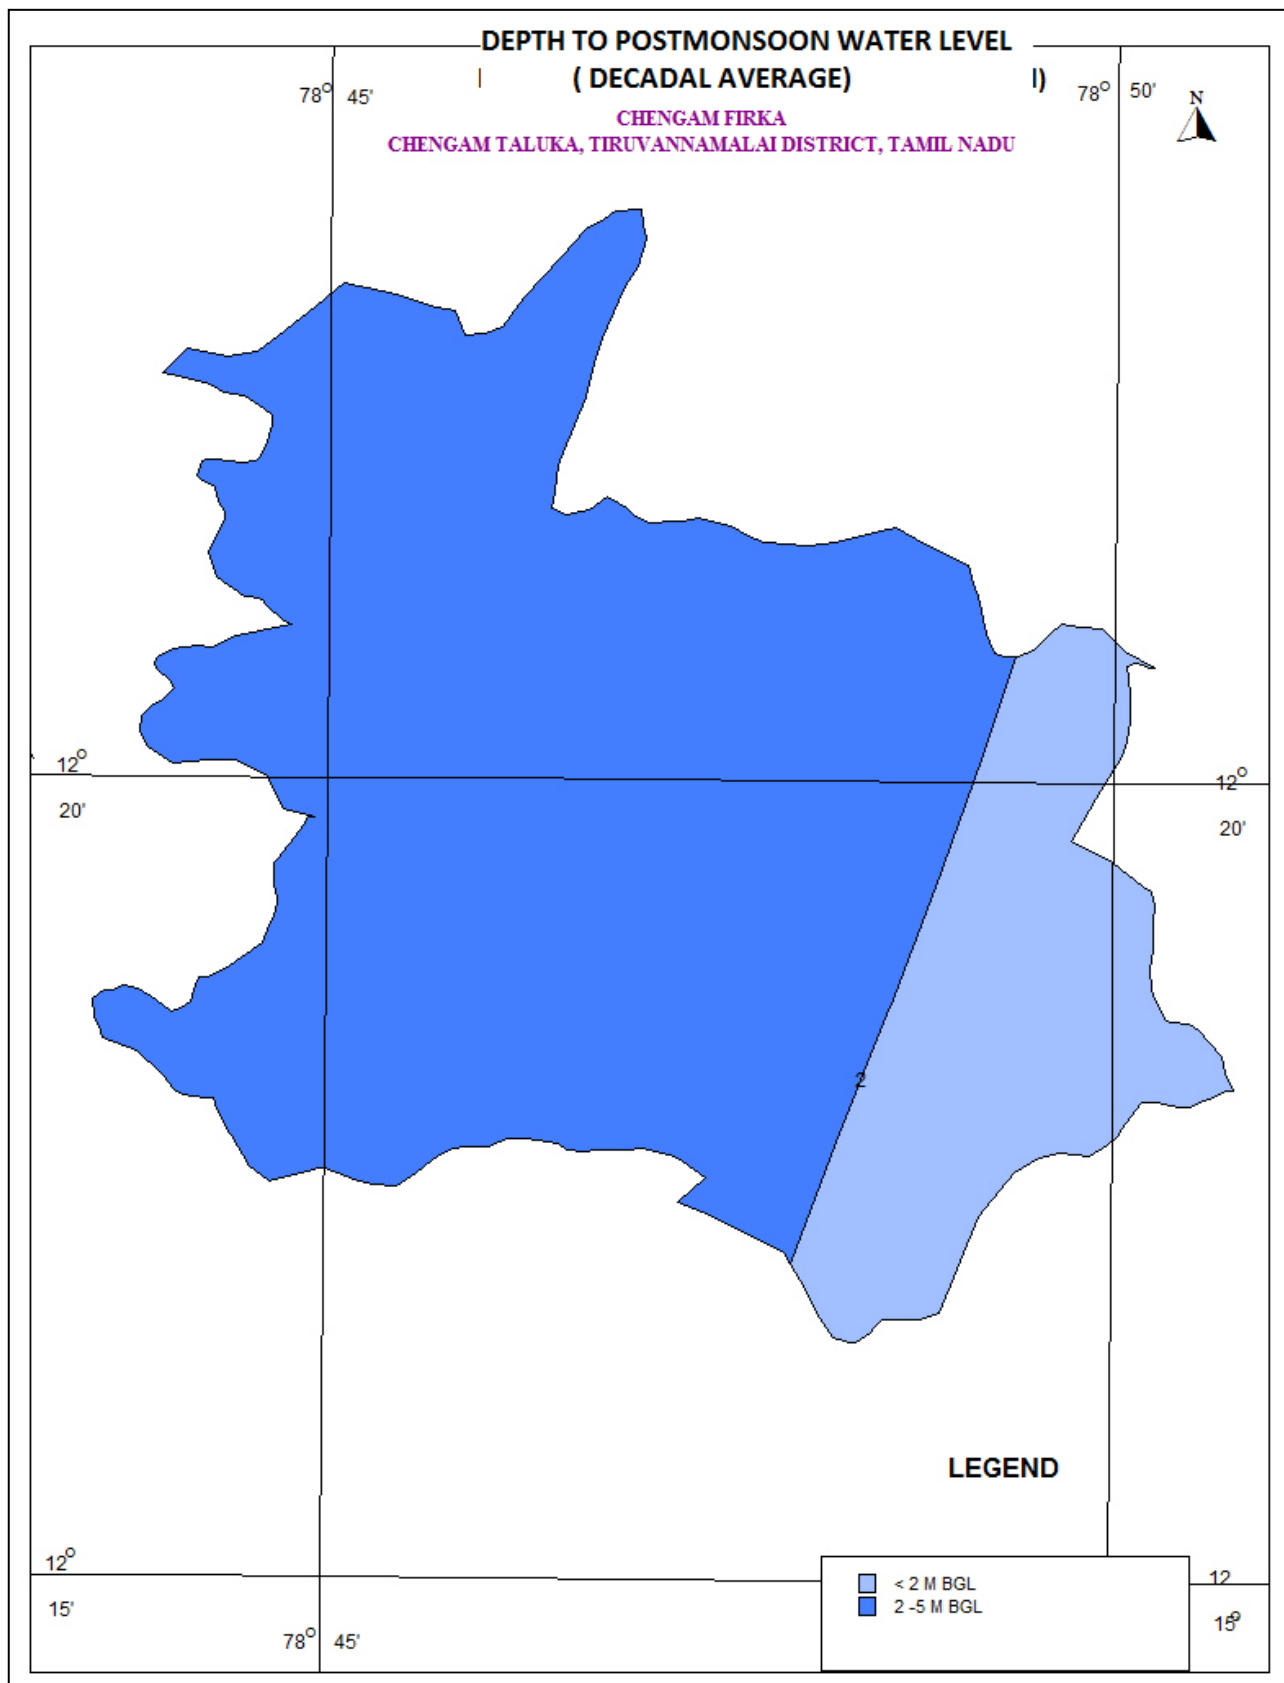 DEPTH TO POSTMONSOON WATER LEVEL
( DECADAL AVERAGE)
CHENGAM FIRKA
CHENGAM TALUKA, TIRUVANNAMALAI DISTRICT, TAMIL NADU
78° 45'
78° 50'
N
12°
20'
12°
20'
2
LEGEND
< 2 M BGL
2 -5 M BGL
12°
15'
12
15°
78° 45'